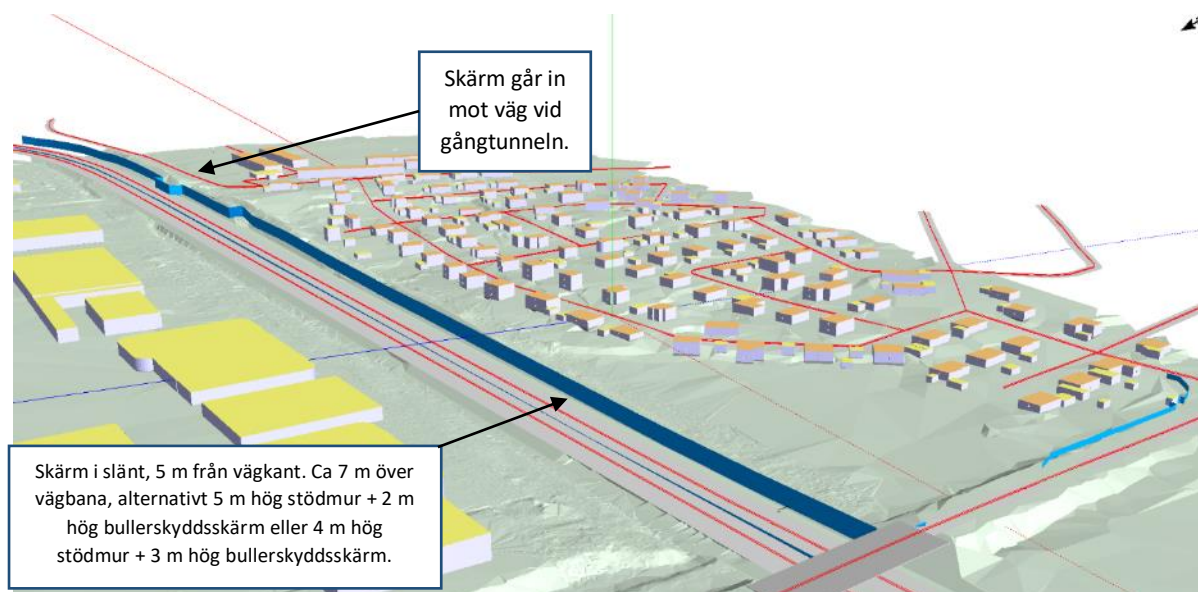 Skärm går in
mot väg vid
gångtunneln.
Skärm i slänt, 5 m från vägkant. Ca 7 m över
vägbana, alternativt 5 m hög stödmur + 2 m
hög bullerskyddsskärm eller 4 m hög
stödmur + 3 m hög bullerskyddsskärm.